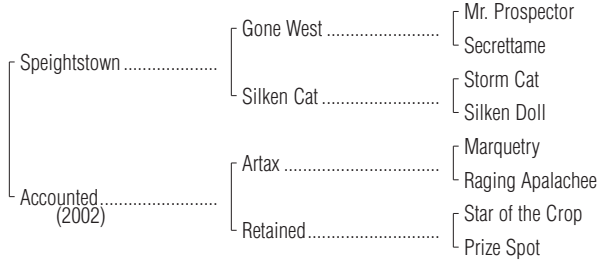 Mr. Prospector
Gone West
Secrettame
Speightstown
Storm Cat
Silken Cat
Silken Doll
Marquetry
Artax
Raging Apalachee
Accounted
(2002)
Star of the Crop
Retained
Prize Spot